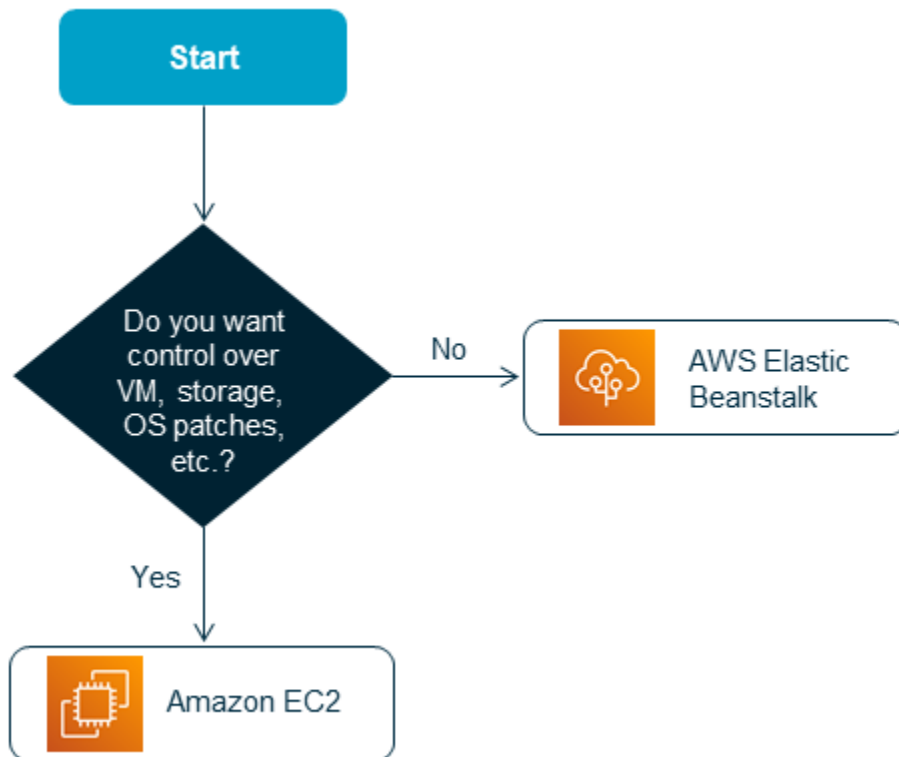 Start
Do you want
control over
VM, storage,
OS patches,
etc.?
No
AWS Elastic
Beanstalk
Yes
Amazon EC2